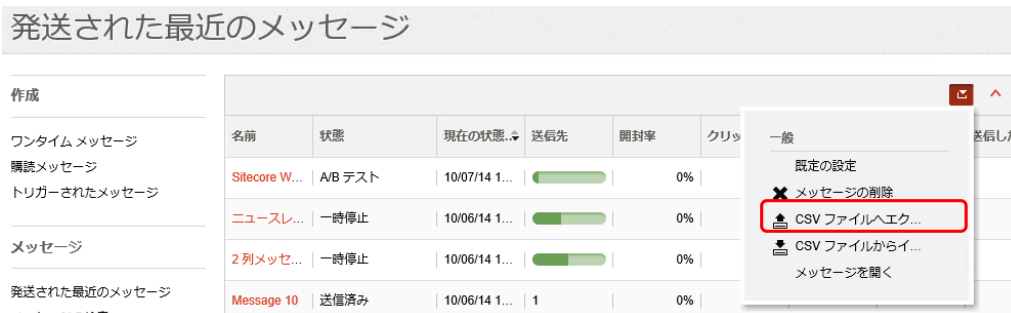 発送された最近のメッセージ
作成
ワンタイム メッセージ
購読メッセージ
トリガーされたメッセージ
メッセージ
発送された最近のメッセージ
名前 状態 現在の状態.. 送信先 開封率 クリッ 送信した
Sitecore W... A/B テスト 10/07/14 1... 0%
ニュースレ... 一時停止 10/06/14 1... 0%
2 列メッセ... 一時停止 10/06/14 1... 0%
Message 10 送信済み 10/06/14 1... 1 0%
一般
既定の設定
メッセージの削除
CSV ファイルへエク...
CSV ファイルからイ...
メッセージを開く